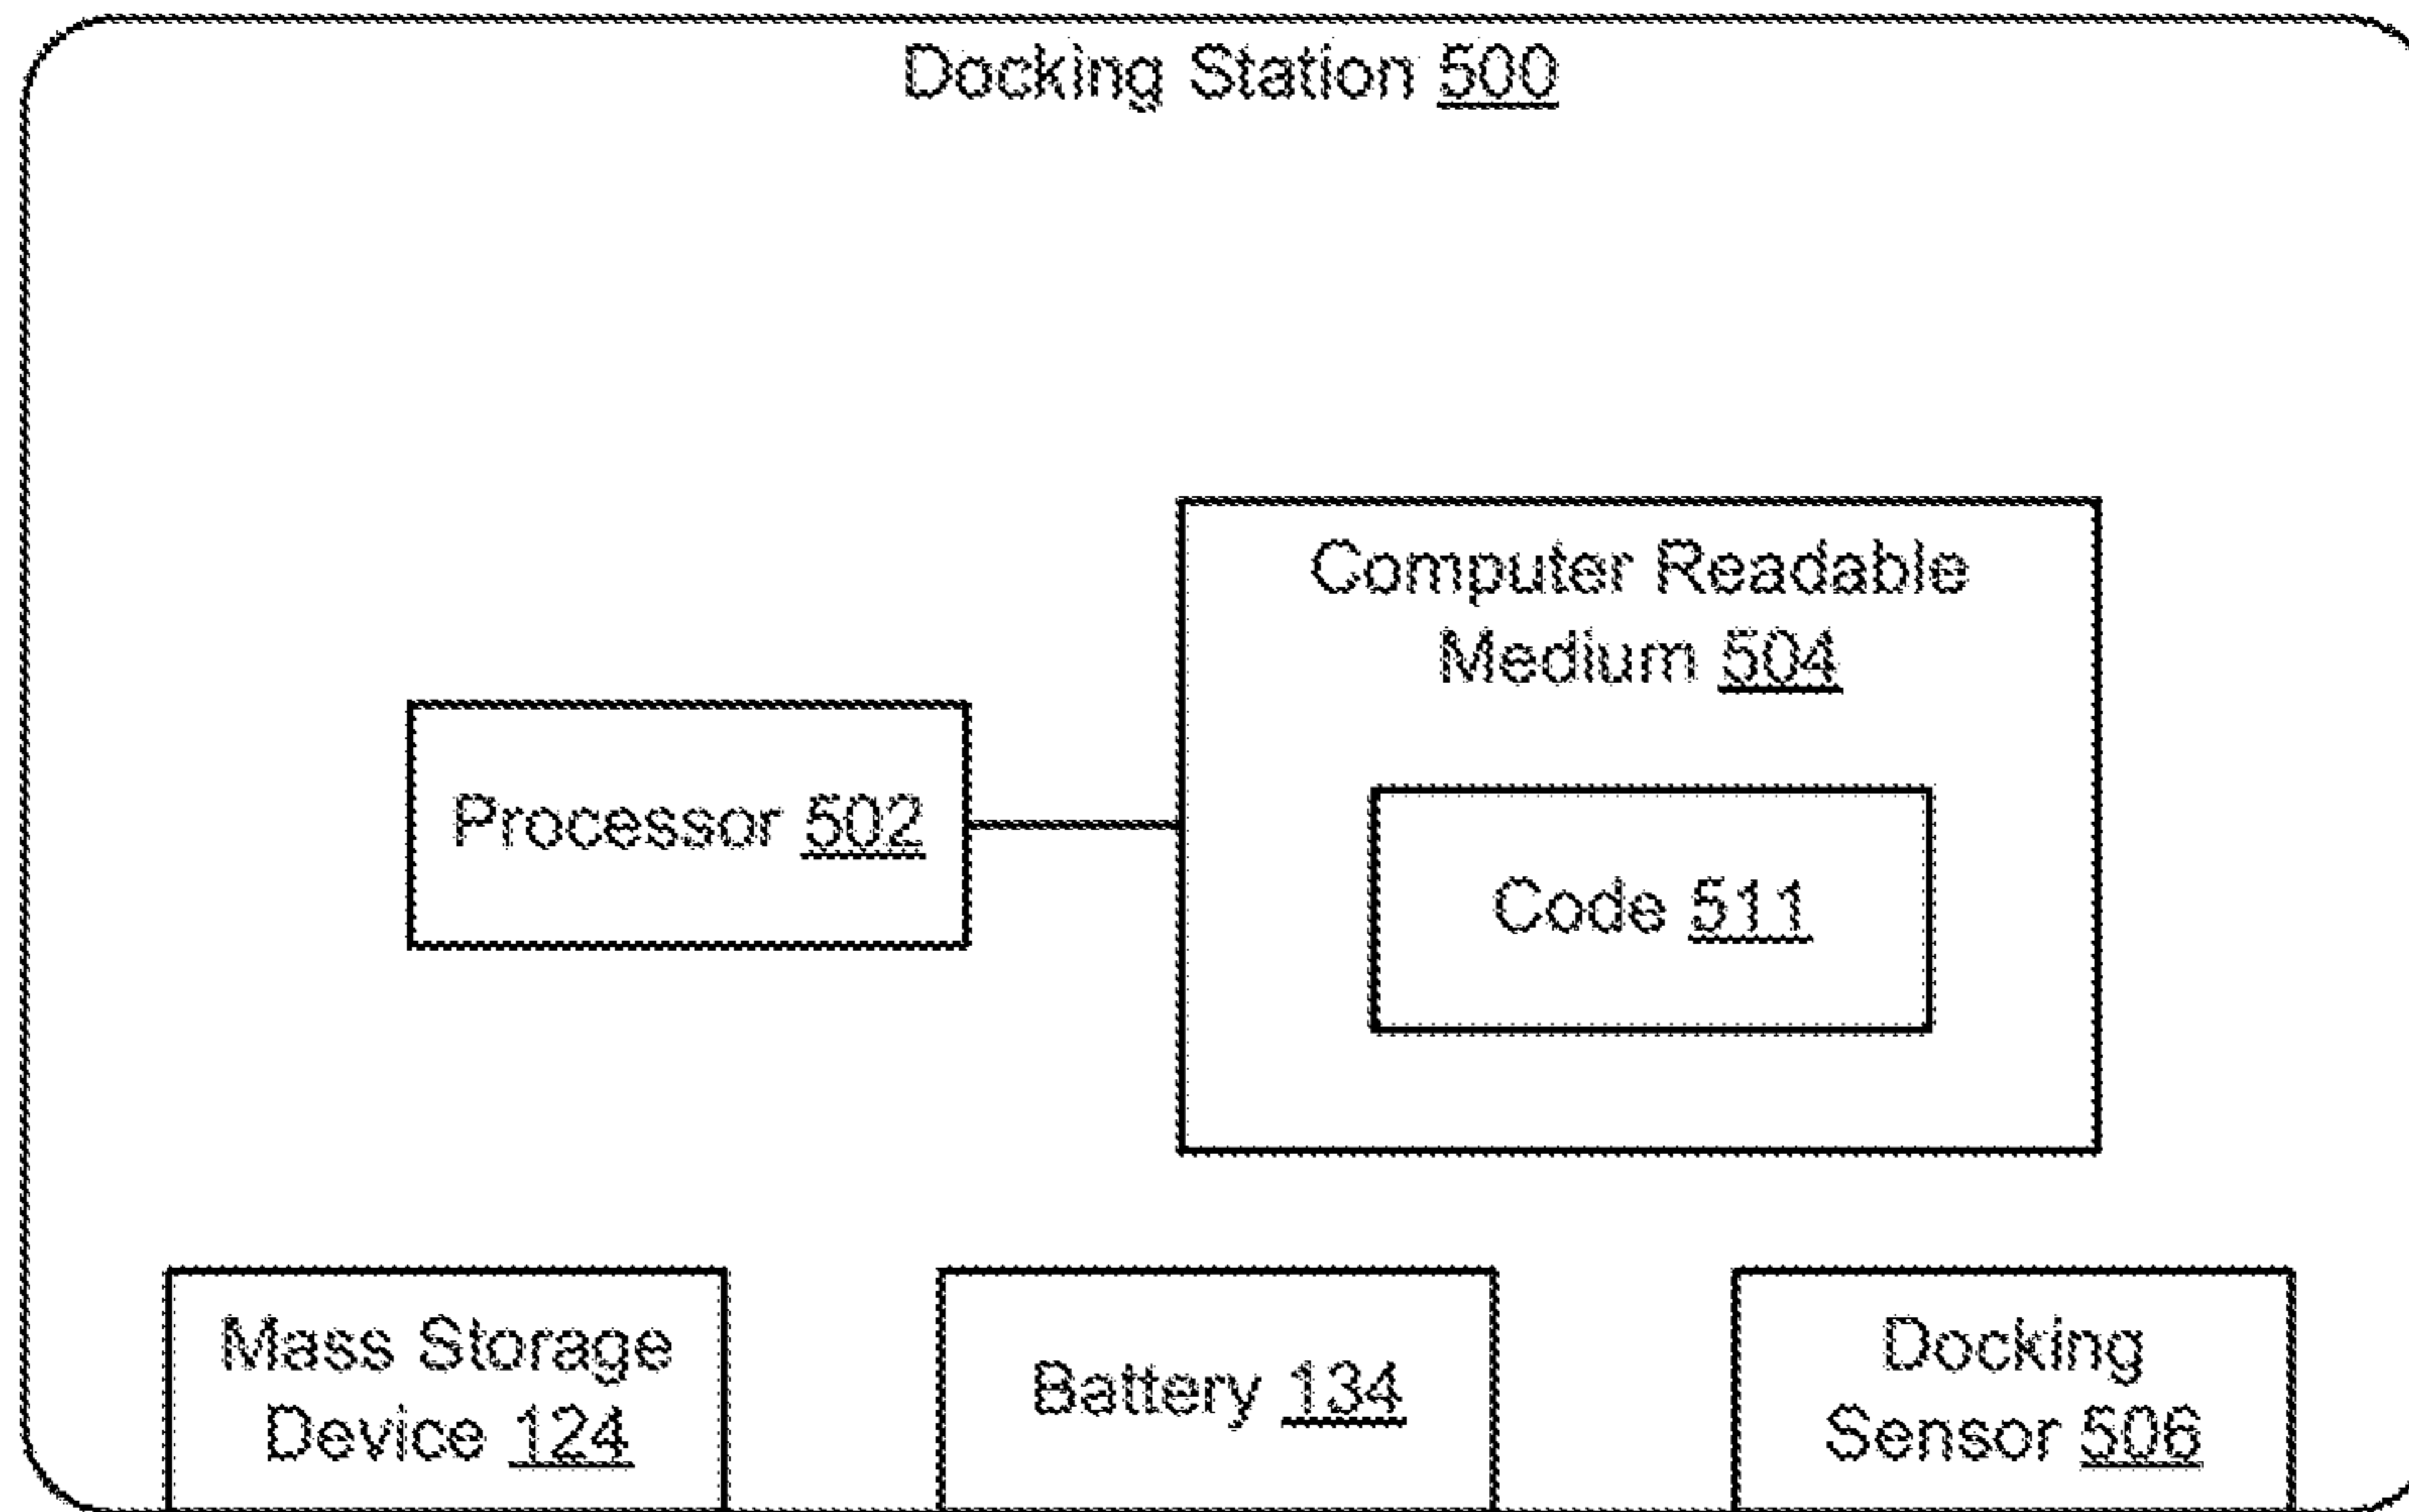 Docking Station 500
Computer Readable
Medium 504
Processor 502
Code 511
Mass Storage
Device 124
Battery 134
Docking
Sensor 506